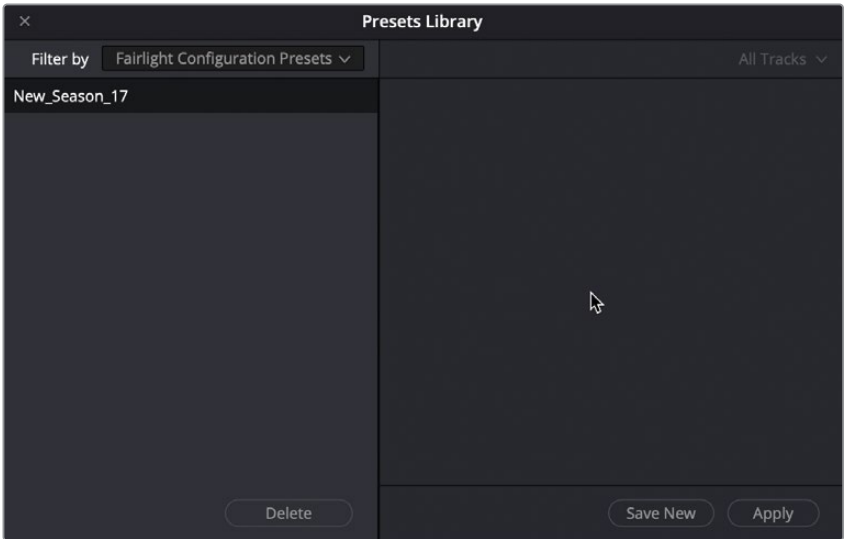 Presets Library
Filter by Fairlight Configuration Presets
All Tracks
New_Season_17
Delete
Save New
Apply